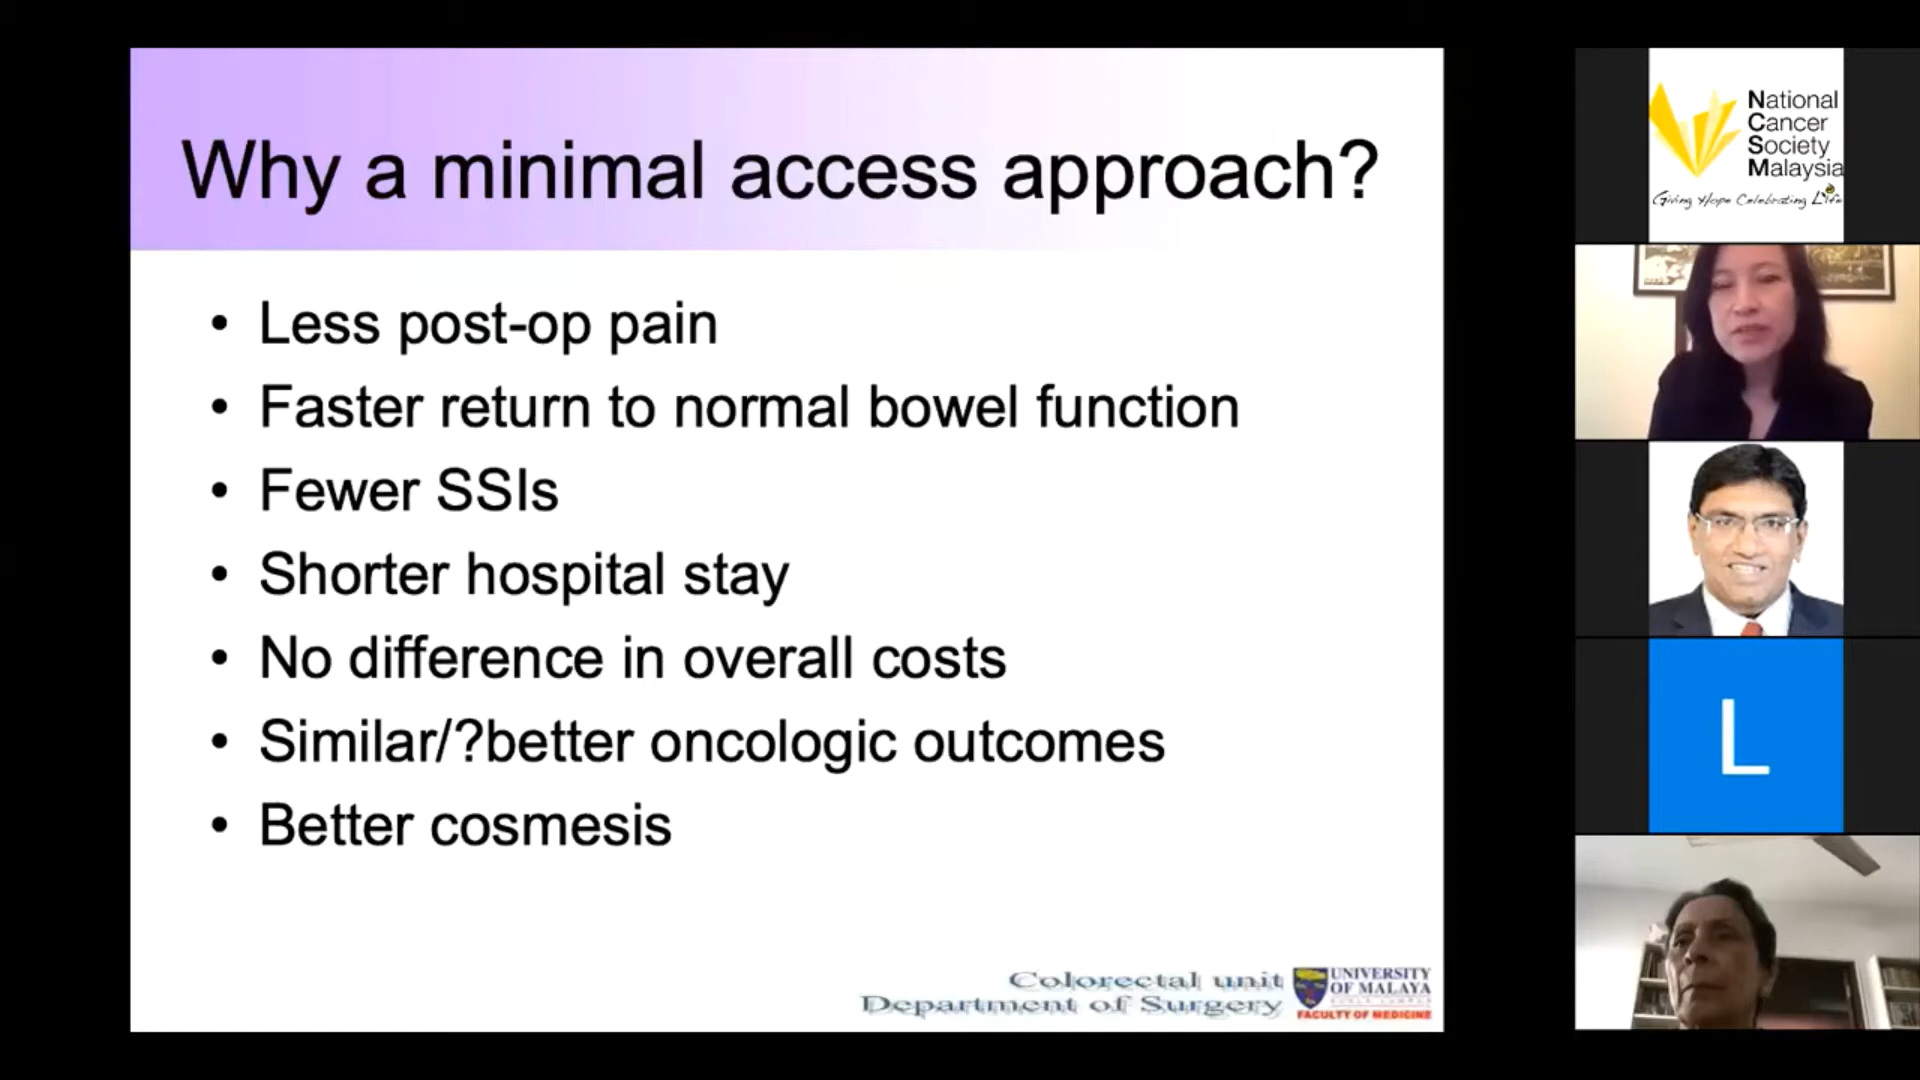 Why a minimal access approach?
• Less post-op pain
• Faster return to normal bowel function
• Fewer SSIs
• Shorter hospital stay
• No difference in overall costs
• Similar/?better oncologic outcomes
• Better cosmesis
Colorectal unit
Department of Surgery
UNIVERSITY
OF MALAYA
FACULTY OF MEDICINE
National
Cancer
Society
Malaysia
Giving Hope Celebrating Life
L